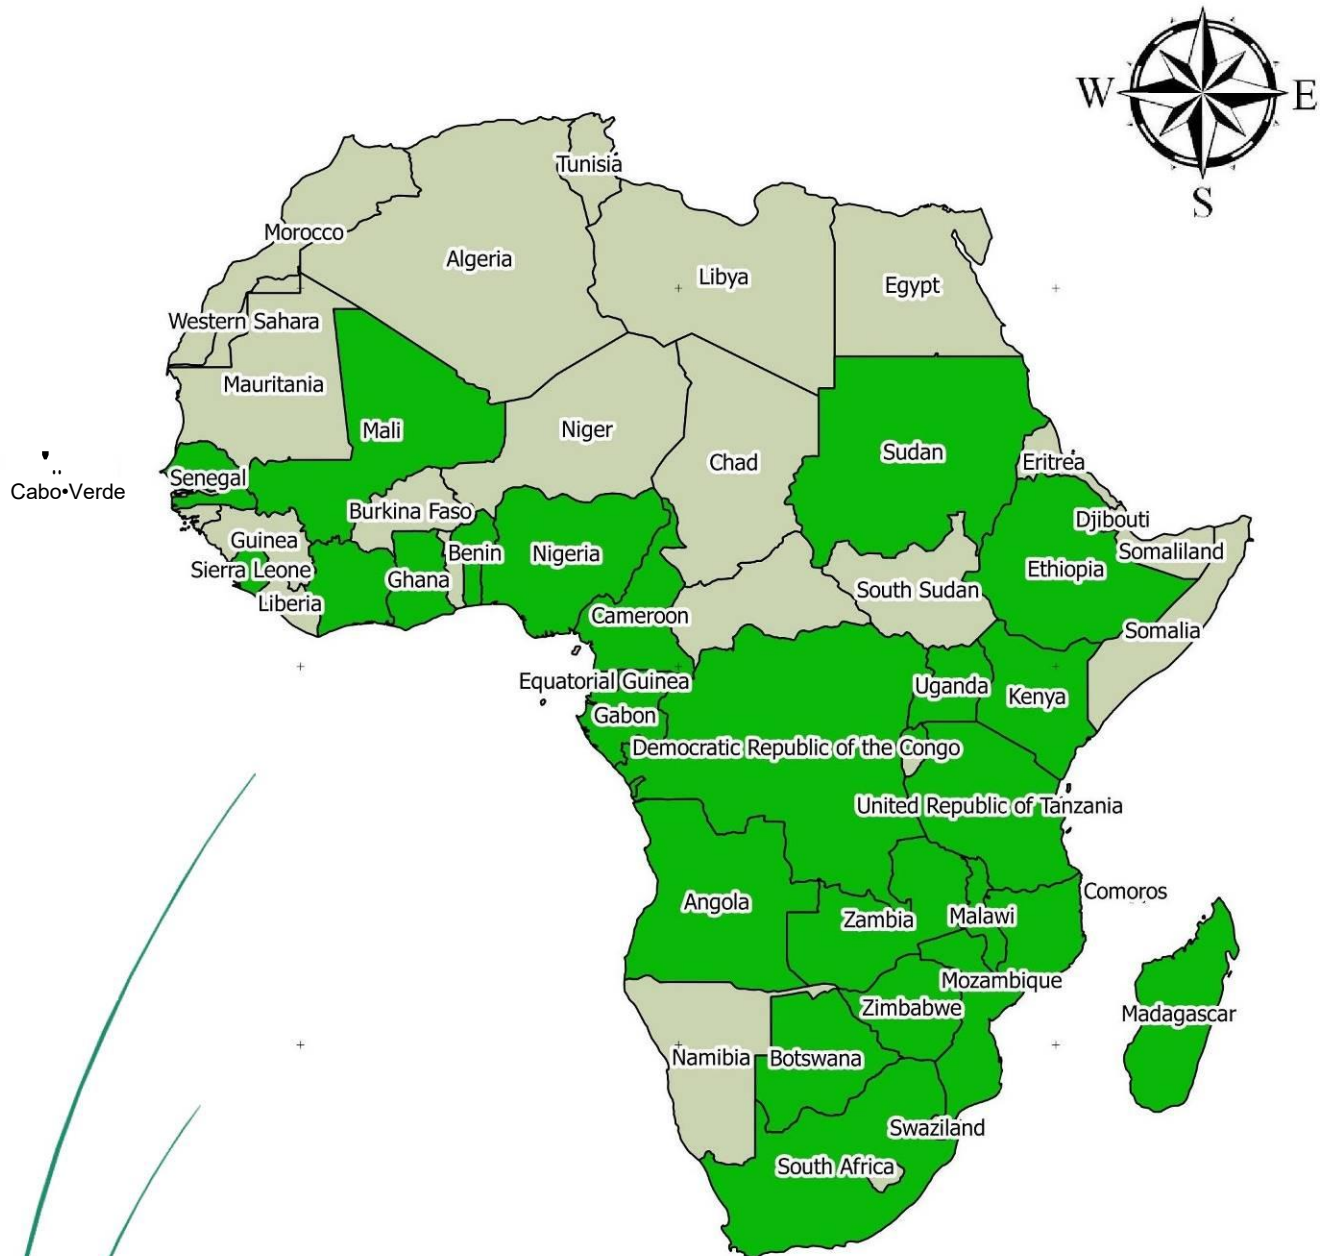 W
E
S
Tunisia
Morocco
Algeria
Libya
Egypt
Western Sahara
Mauritania
Mali
Niger
Chad
Sudan
Eritrea
Cabo•Verde
Senegal
Burkina Faso
Djibouti
Guinea
Benin
Nigeria
Somaliland
Sierra Leone
Ghana
Ethiopia
Liberia
South Sudan
Cameroon
Somalia
Equatorial Guinea
Uganda
Kenya
Gabon
Democratic Republic of the Congo
United Republic of Tanzania
Comoros
Angola
Zambia
Malawi
Mozambique
Zimbabwe
Madagascar
Namibia
Botswana
Swaziland
South Africa